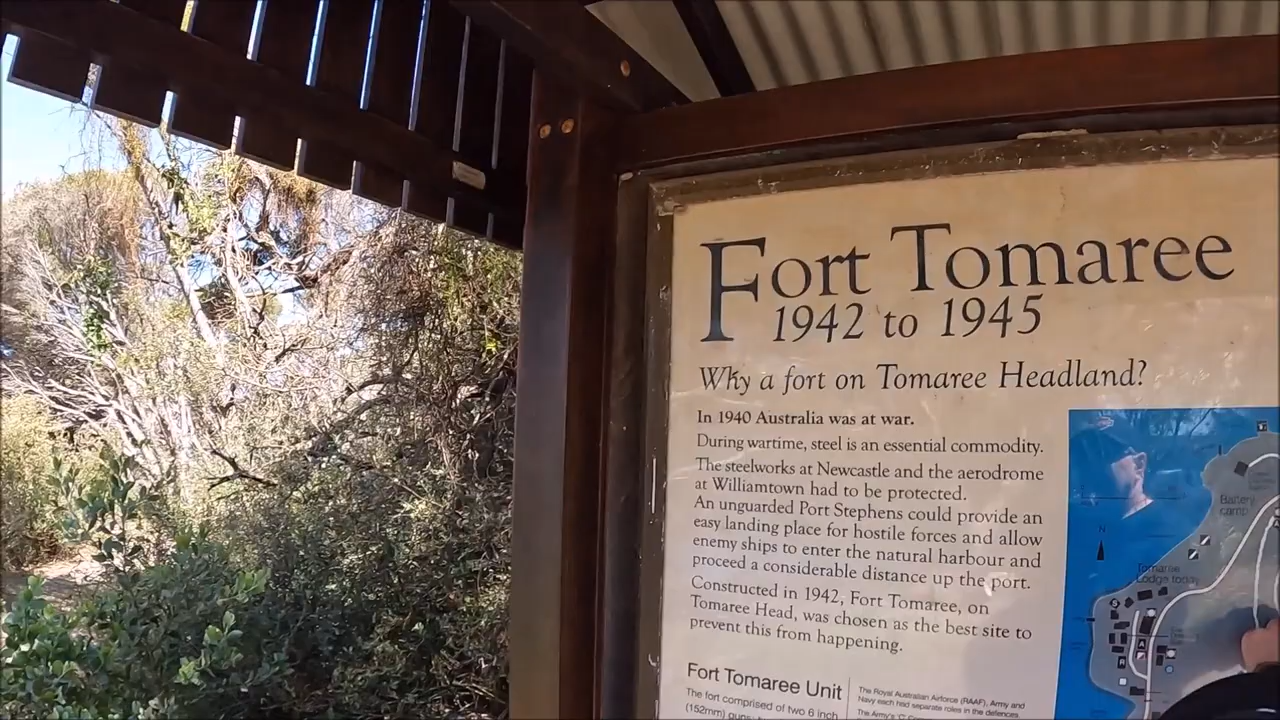 Fort Tomaree
1942 to 1945
Why a fort on Tomaree Headland?
In 1940 Australia was at war.
During wartime, steel is an essential commodity.
The steelworks at Newcastle and the aerodrome
at Williamtown had to be protected.
An unguarded Port Stephens could provide an
easy landing place for hostile forces and allow
enemy ships to enter the natural harbour and
proceed a considerable distance up the port.
Constructed in 1942, Fort Tomaree, on
Tomaree Head, was chosen as the best site to
prevent this from happening.
Fort Tomaree Unit
The fort comprised of two 6 inch
(152mm) guns,
The Royal Australian Airforce (RAAF), Army and
Navy each had separate roles in the defences
The Army's 'C'
Battery
camp
N
Tomaree
Lodge today